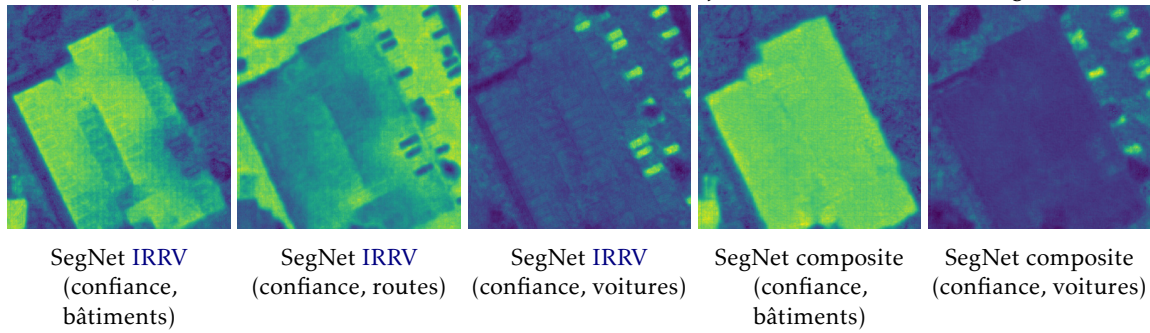 SegNet IRRV
(confiance,
bâtiments)
SegNet IRRV
(confiance, routes)
SegNet IRRV
(confiance, voitures)
SegNet composite
(confiance,
bâtiments)
SegNet composite
(confiance, voitures)